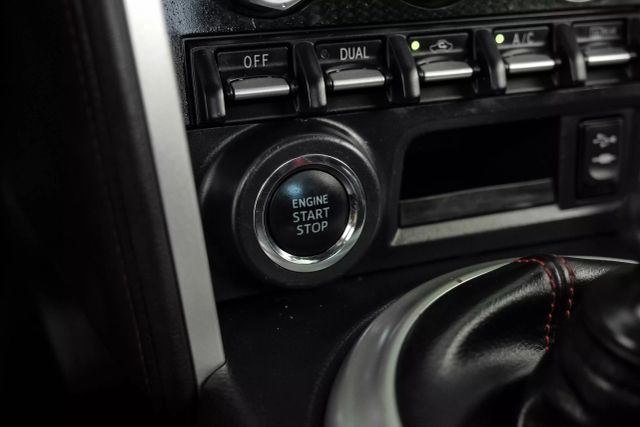 OFF
DUAL
A/C
ENGINE
START
STOP